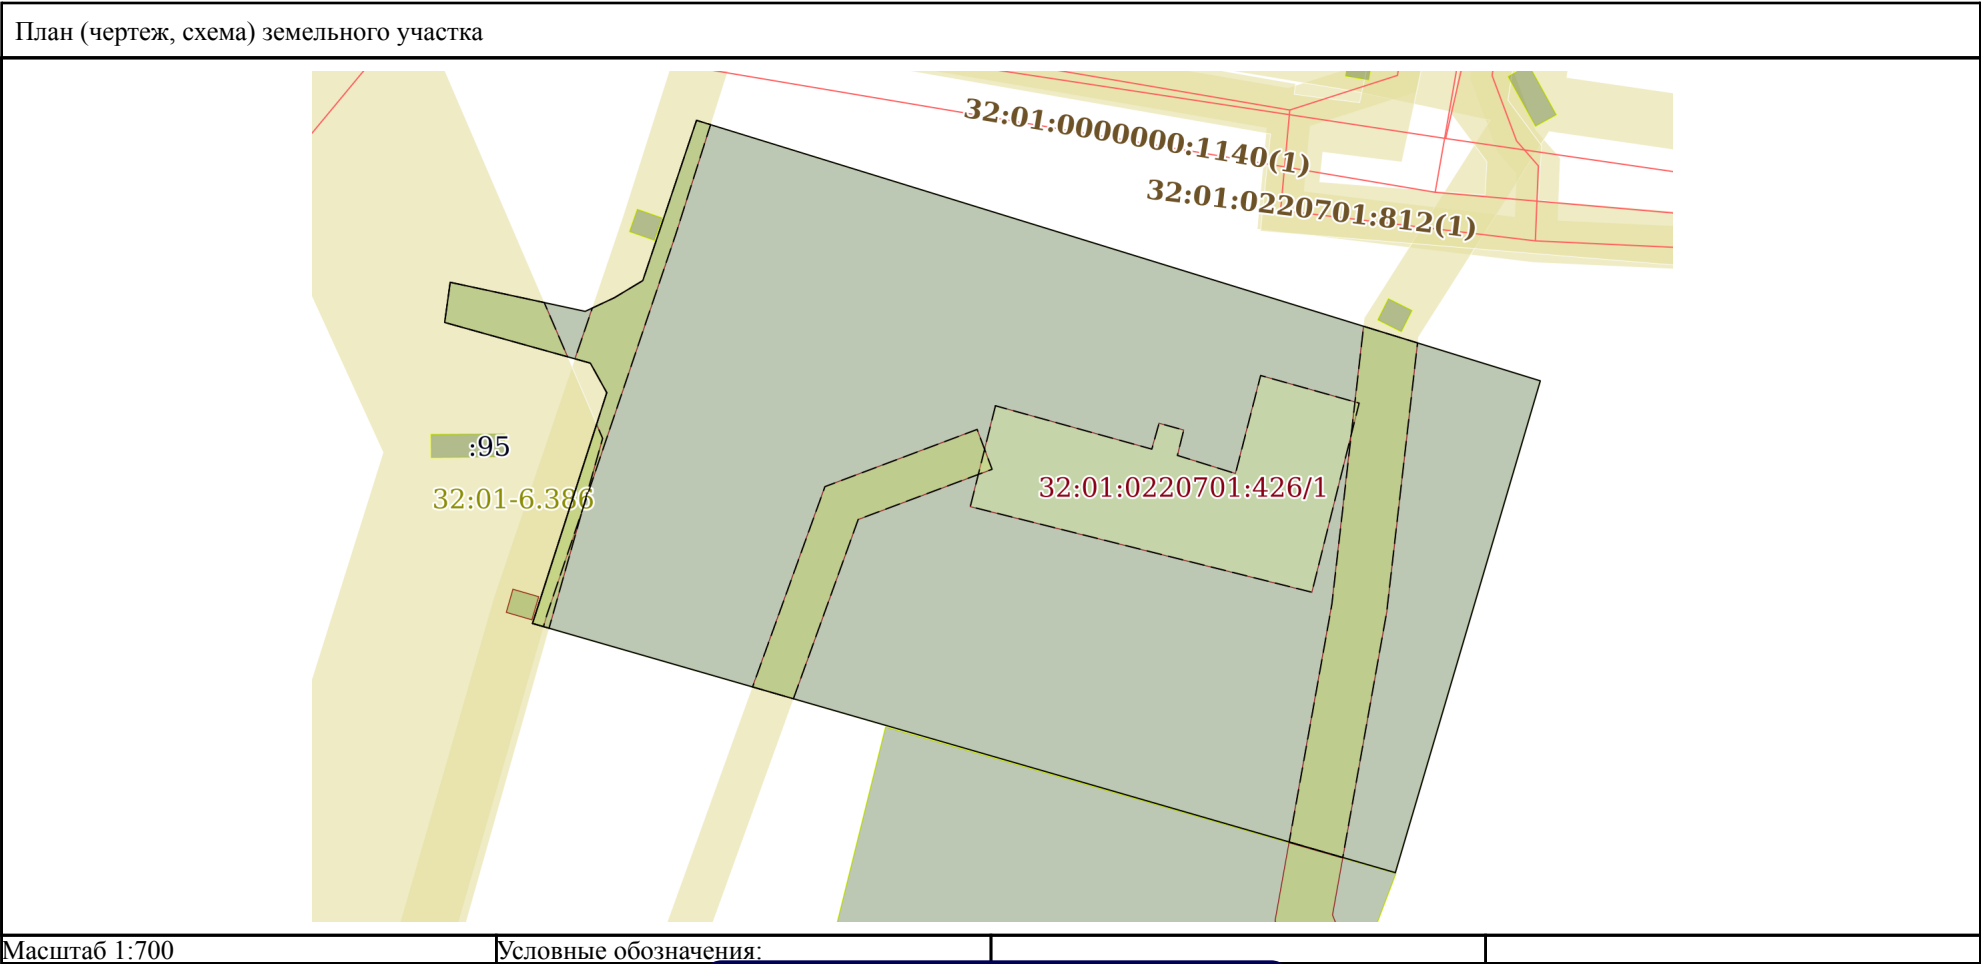 План (чертеж, схема) земельного участка
32:01:0000000:1140(1)
32:01:0220701:812(1)
:95
32:01-6.386
32:01:0220701:426/1
Масштаб 1:700
Условные обозначения: